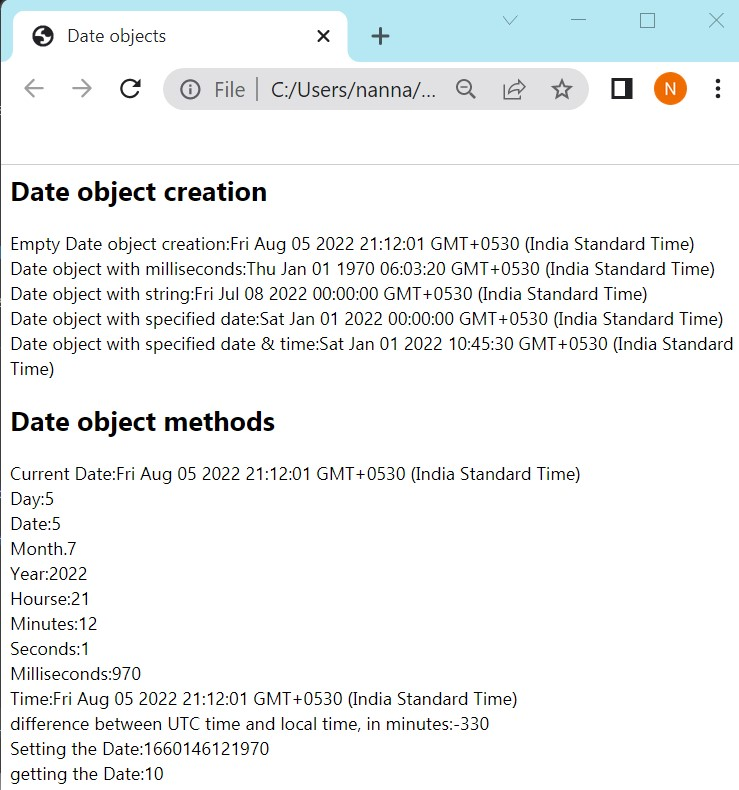 Date objects
File
C:/Users/nanna/...
N
Date object creation
Empty Date object creation:Fri Aug 05 2022 21:12:01 GMT+0530 (India Standard Time)
Date object with milliseconds:Thu Jan 01 1970 06:03:20 GMT+0530 (India Standard Time)
Date object with string:Fri Jul 08 2022 00:00:00 GMT+0530 (India Standard Time)
Date object with specified date:Sat Jan 01 2022 00:00:00 GMT+0530 (India Standard Time)
Date object with specified date & time:Sat Jan 01 2022 10:45:30 GMT+0530 (India Standard
Time)
Date object methods
Current Date:Fri Aug 05 2022 21:12:01 GMT+0530 (India Standard Time)
Day:5
Date:5
Month.7
Year:2022
Hourse:21
Minutes:12
Seconds:1
Milliseconds:970
Time:Fri Aug 05 2022 21:12:01 GMT+0530 (India Standard Time)
difference between UTC time and local time, in minutes:-330
Setting the Date:1660146121970
getting the Date:10